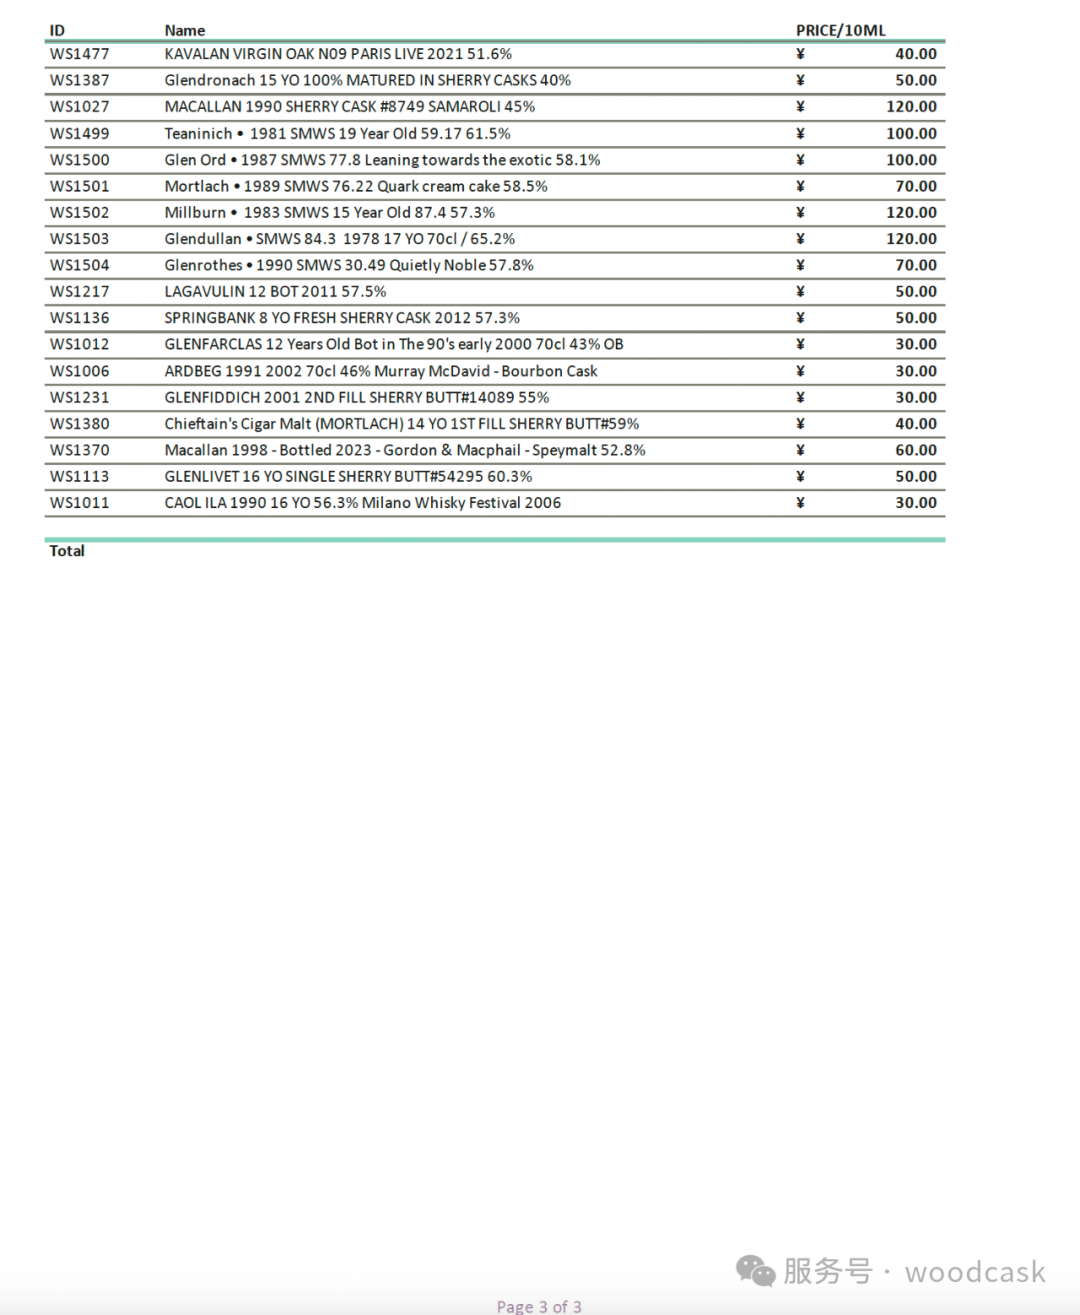 ID Name PRICE/10ML
WS1477 KAVALAN VIRGIN OAK N09 PARIS LIVE 2021 51.6% ¥ 40.00
WS1387 Glendronach 15 YO 100% MATURED IN SHERRY CASKS 40% ¥ 50.00
WS1027 MACALLAN 1990 SHERRY CASK #8749 SAMAROLI 45% ¥ 120.00
WS1499 Teaninich • 1981 SMWS 19 Year Old 59.17 61.5% ¥ 100.00
WS1500 Glen Ord • 1987 SMWS 77.8 Leaning towards the exotic 58.1% ¥ 100.00
WS1501 Mortlach • 1989 SMWS 76.22 Quark cream cake 58.5% ¥ 70.00
WS1502 Millburn • 1983 SMWS 15 Year Old 87.4 57.3% ¥ 120.00
WS1503 Glendullan • SMWS 84.3 1978 17 YO 70cl / 65.2% ¥ 120.00
WS1504 Glenrothes • 1990 SMWS 30.49 Quietly Noble 57.8% ¥ 70.00
WS1217 LAGAVULIN 12 BOT 2011 57.5% ¥ 50.00
WS1136 SPRINGBANK 8 YO FRESH SHERRY CASK 2012 57.3% ¥ 50.00
WS1012 GLENFARCLAS 12 Years Old Bot in The 90's early 2000 70cl 43% OB ¥ 30.00
WS1006 ARDBEG 1991 2002 70cl 46% Murray McDavid - Bourbon Cask ¥ 30.00
WS1231 GLENFIDDICH 2001 2ND FILL SHERRY BUTT#14089 55% ¥ 30.00
WS1380 Chieftain's Cigar Malt (MORTLACH) 14 YO 1ST FILL SHERRY BUTT#59% ¥ 40.00
WS1370 Macallan 1998 - Bottled 2023 - Gordon & Macphail - Speymalt 52.8% ¥ 60.00
WS1113 GLENLIVET 16 YO SINGLE SHERRY BUTT#54295 60.3% ¥ 50.00
WS1011 CAOL ILA 1990 16 YO 56.3% Milano Whisky Festival 2006 ¥ 30.00
Total
服务号 · woodcask
Page 3 of 3